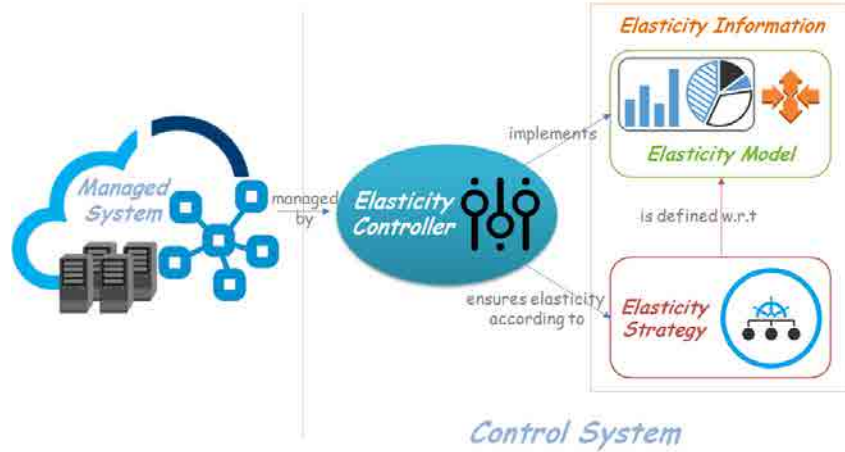 Elasticity Information
implements
Elasticity Model
Managed
System
managed
by
Elasticity
Controller
is defined w.r.t
ensures elasticity
according to
Elasticity
Strategy
Control System